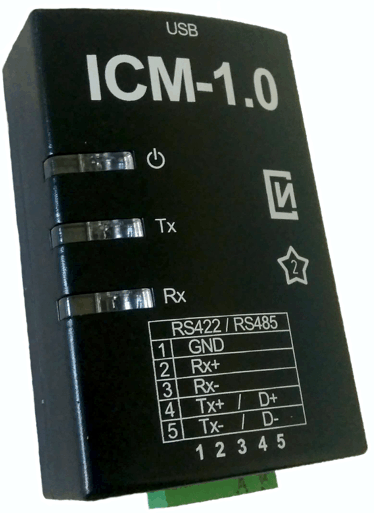 USB
ICM-1.0
Tx
2
Rx
RS422 / RS485
1 GND
2 Rx+
3 Rx-
4 Tx+ / D+
5 Tx- / D-
1 2 3 4 5